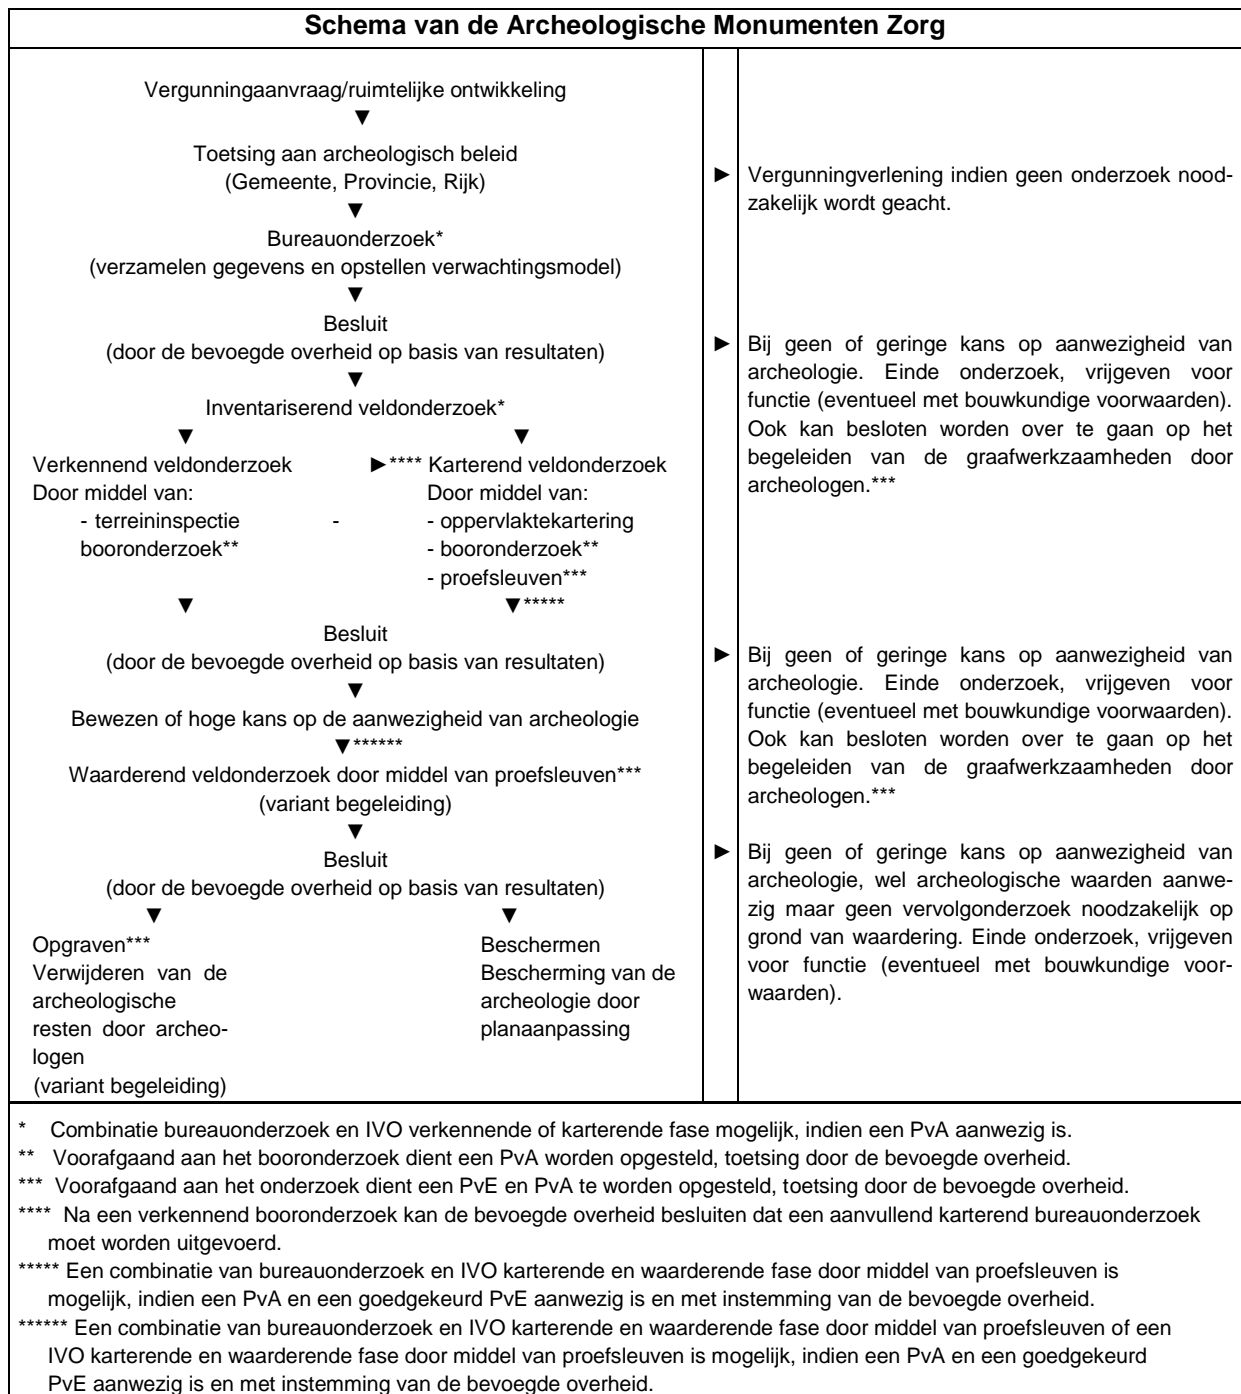 Schema van de Archeologische Monumenten Zorg
Vergunningaanvraag/ruimtelijke ontwikkeling
▼
Toetsing aan archeologisch beleid
(Gemeente, Provincie, Rijk)
▼
Bureauonderzoek*
(verzamelen gegevens en opstellen verwachtingsmodel)
▼
Besluit
(door de bevoegde overheid op basis van resultaten)
▼
Inventariserend veldonderzoek*
▼ ▼
Verkennend veldonderzoek ►**** Karterend veldonderzoek
Door middel van: Door middel van:
- terreininspectie - - oppervlaktekartering
booronderzoek** - booronderzoek**
- proefsleuven***
▼ ▼*****
Besluit
(door de bevoegde overheid op basis van resultaten)
▼
Bewezen of hoge kans op de aanwezigheid van archeologie
▼******
Waarderend veldonderzoek door middel van proefsleuven***
(variant begeleiding)
▼
Besluit
(door de bevoegde overheid op basis van resultaten)
▼ ▼
Opgraven***
Verwijderen van de
archeologische
resten door archeo-
logen
(variant begeleiding)
Beschermen
Bescherming van de
archeologie door
planaanpassing
► Vergunningverlening indien geen onderzoek nood-
zakelijk wordt geacht.
► Bij geen of geringe kans op aanwezigheid van
archeologie. Einde onderzoek, vrijgeven voor
functie (eventueel met bouwkundige voorwaarden).
Ook kan besloten worden over te gaan op het
begeleiden van de graafwerkzaamheden door
archeologen.***
► Bij geen of geringe kans op aanwezigheid van
archeologie. Einde onderzoek, vrijgeven voor
functie (eventueel met bouwkundige voorwaarden).
Ook kan besloten worden over te gaan op het
begeleiden van de graafwerkzaamheden door
archeologen.***
► Bij geen of geringe kans op aanwezigheid van
archeologie, wel archeologische waarden aanwe-
zig maar geen vervolgonderzoek noodzakelijk op
grond van waardering. Einde onderzoek, vrijgeven
voor functie (eventueel met bouwkundige voor-
waarden).
* Combinatie bureauonderzoek en IVO verkennende of karterende fase mogelijk, indien een PvA aanwezig is.
** Voorafgaand aan het booronderzoek dient een PvA worden opgesteld, toetsing door de bevoegde overheid.
*** Voorafgaand aan het onderzoek dient een PvE en PvA te worden opgesteld, toetsing door de bevoegde overheid.
**** Na een verkennend booronderzoek kan de bevoegde overheid besluiten dat een aanvullend karterend bureauonderzoek
moet worden uitgevoerd.
***** Een combinatie van bureauonderzoek en IVO karterende en waarderende fase door middel van proefsleuven is
mogelijk, indien een PvA en een goedgekeurd PvE aanwezig is en met instemming van de bevoegde overheid.
****** Een combinatie van bureauonderzoek en IVO karterende en waarderende fase door middel van proefsleuven of een
IVO karterende en waarderende fase door middel van proefsleuven is mogelijk, indien een PvA en een goedgekeurd
PvE aanwezig is en met instemming van de bevoegde overheid.